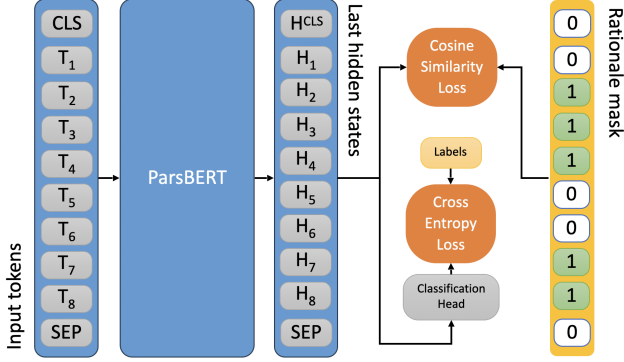 Input tokens
CLS
T1
T2
T3
T4
T5
T6
T7
T8
SEP
ParsBERT
HCLS
H1
H2
H3
H4
H5
H6
H7
H8
SEP
Last hidden states
Cosine
Similarity
Loss
Labels
Cross
Entropy
Loss
Classification
Head
0
0
1
1
1
0
0
1
1
0
Rationale mask